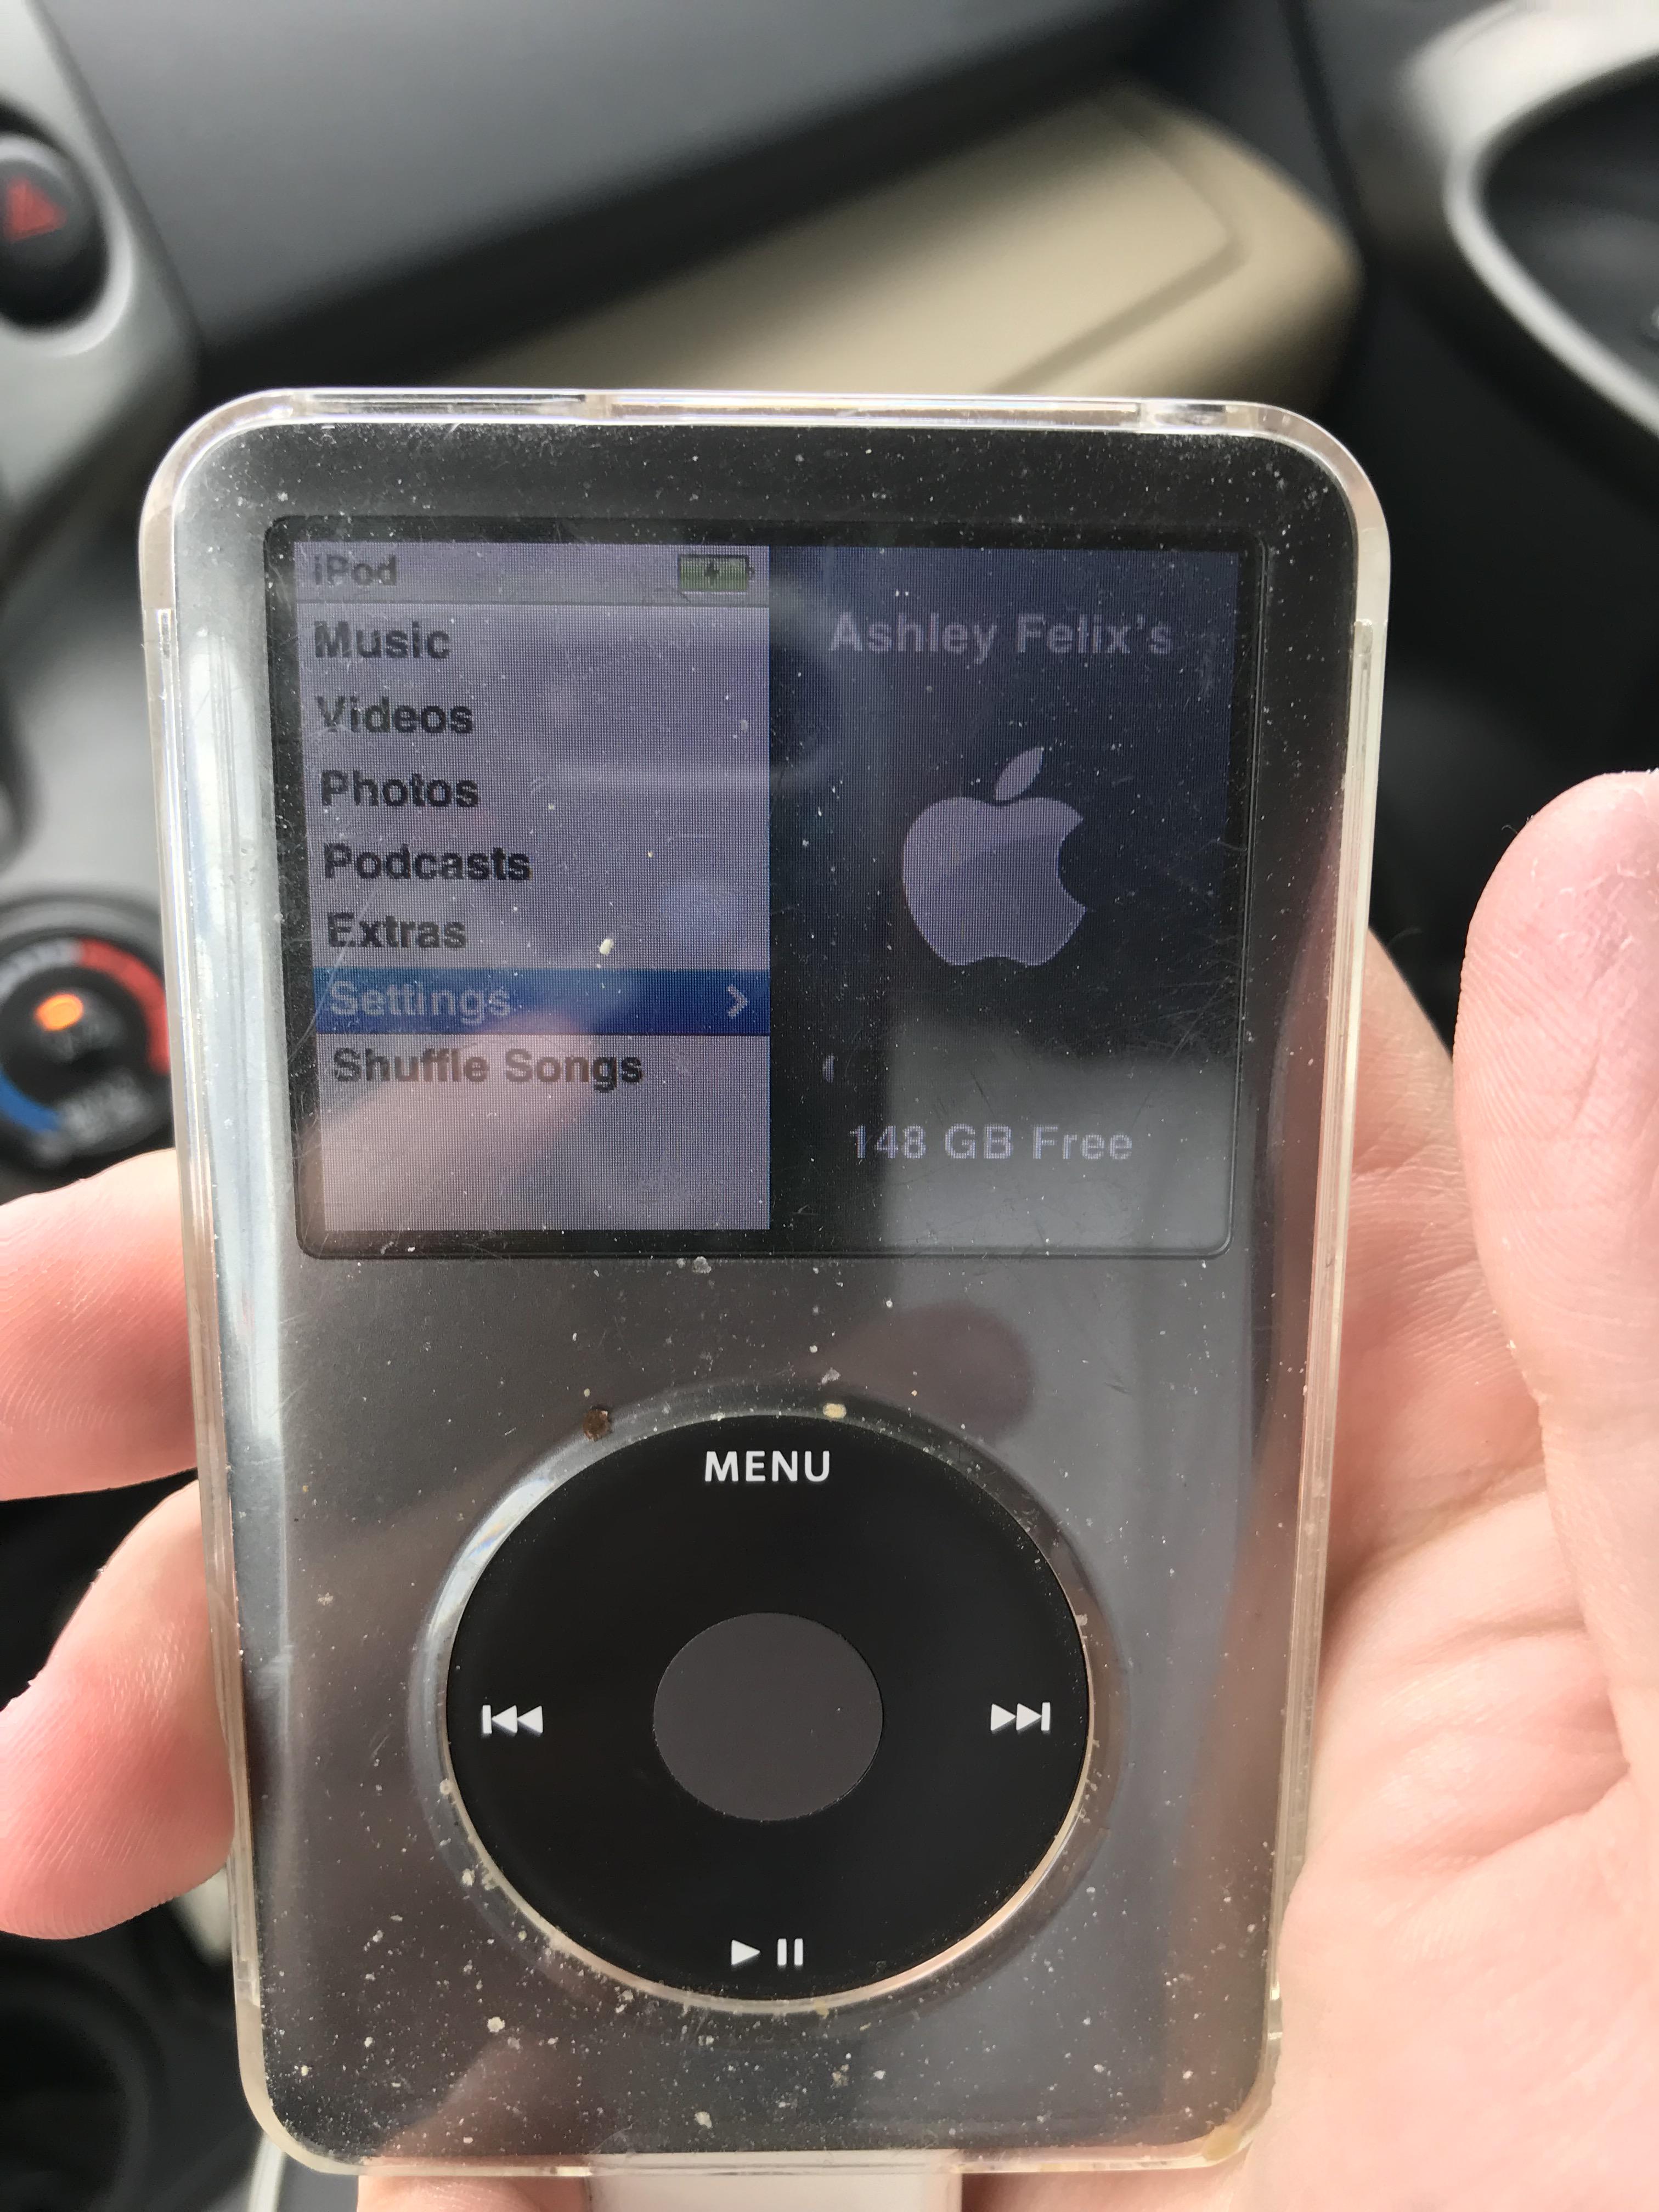 iPod
Music
Videos
Photos
Podcasts
Extras
Settings
Shuffle Songs
Ashley Felix's
148 GB Free
MENU